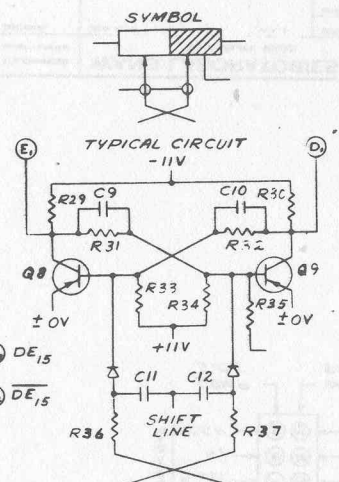 SYMBOL
TYPICAL CIRCUIT
-11V
E1
D1
R29
C9
C10
R30
R31
R32
Q8
Q9
R33
R34
R35
±0V
±0V
+11V
DE15
DE15
C11
C12
SHIFT
LINE
R36
R37